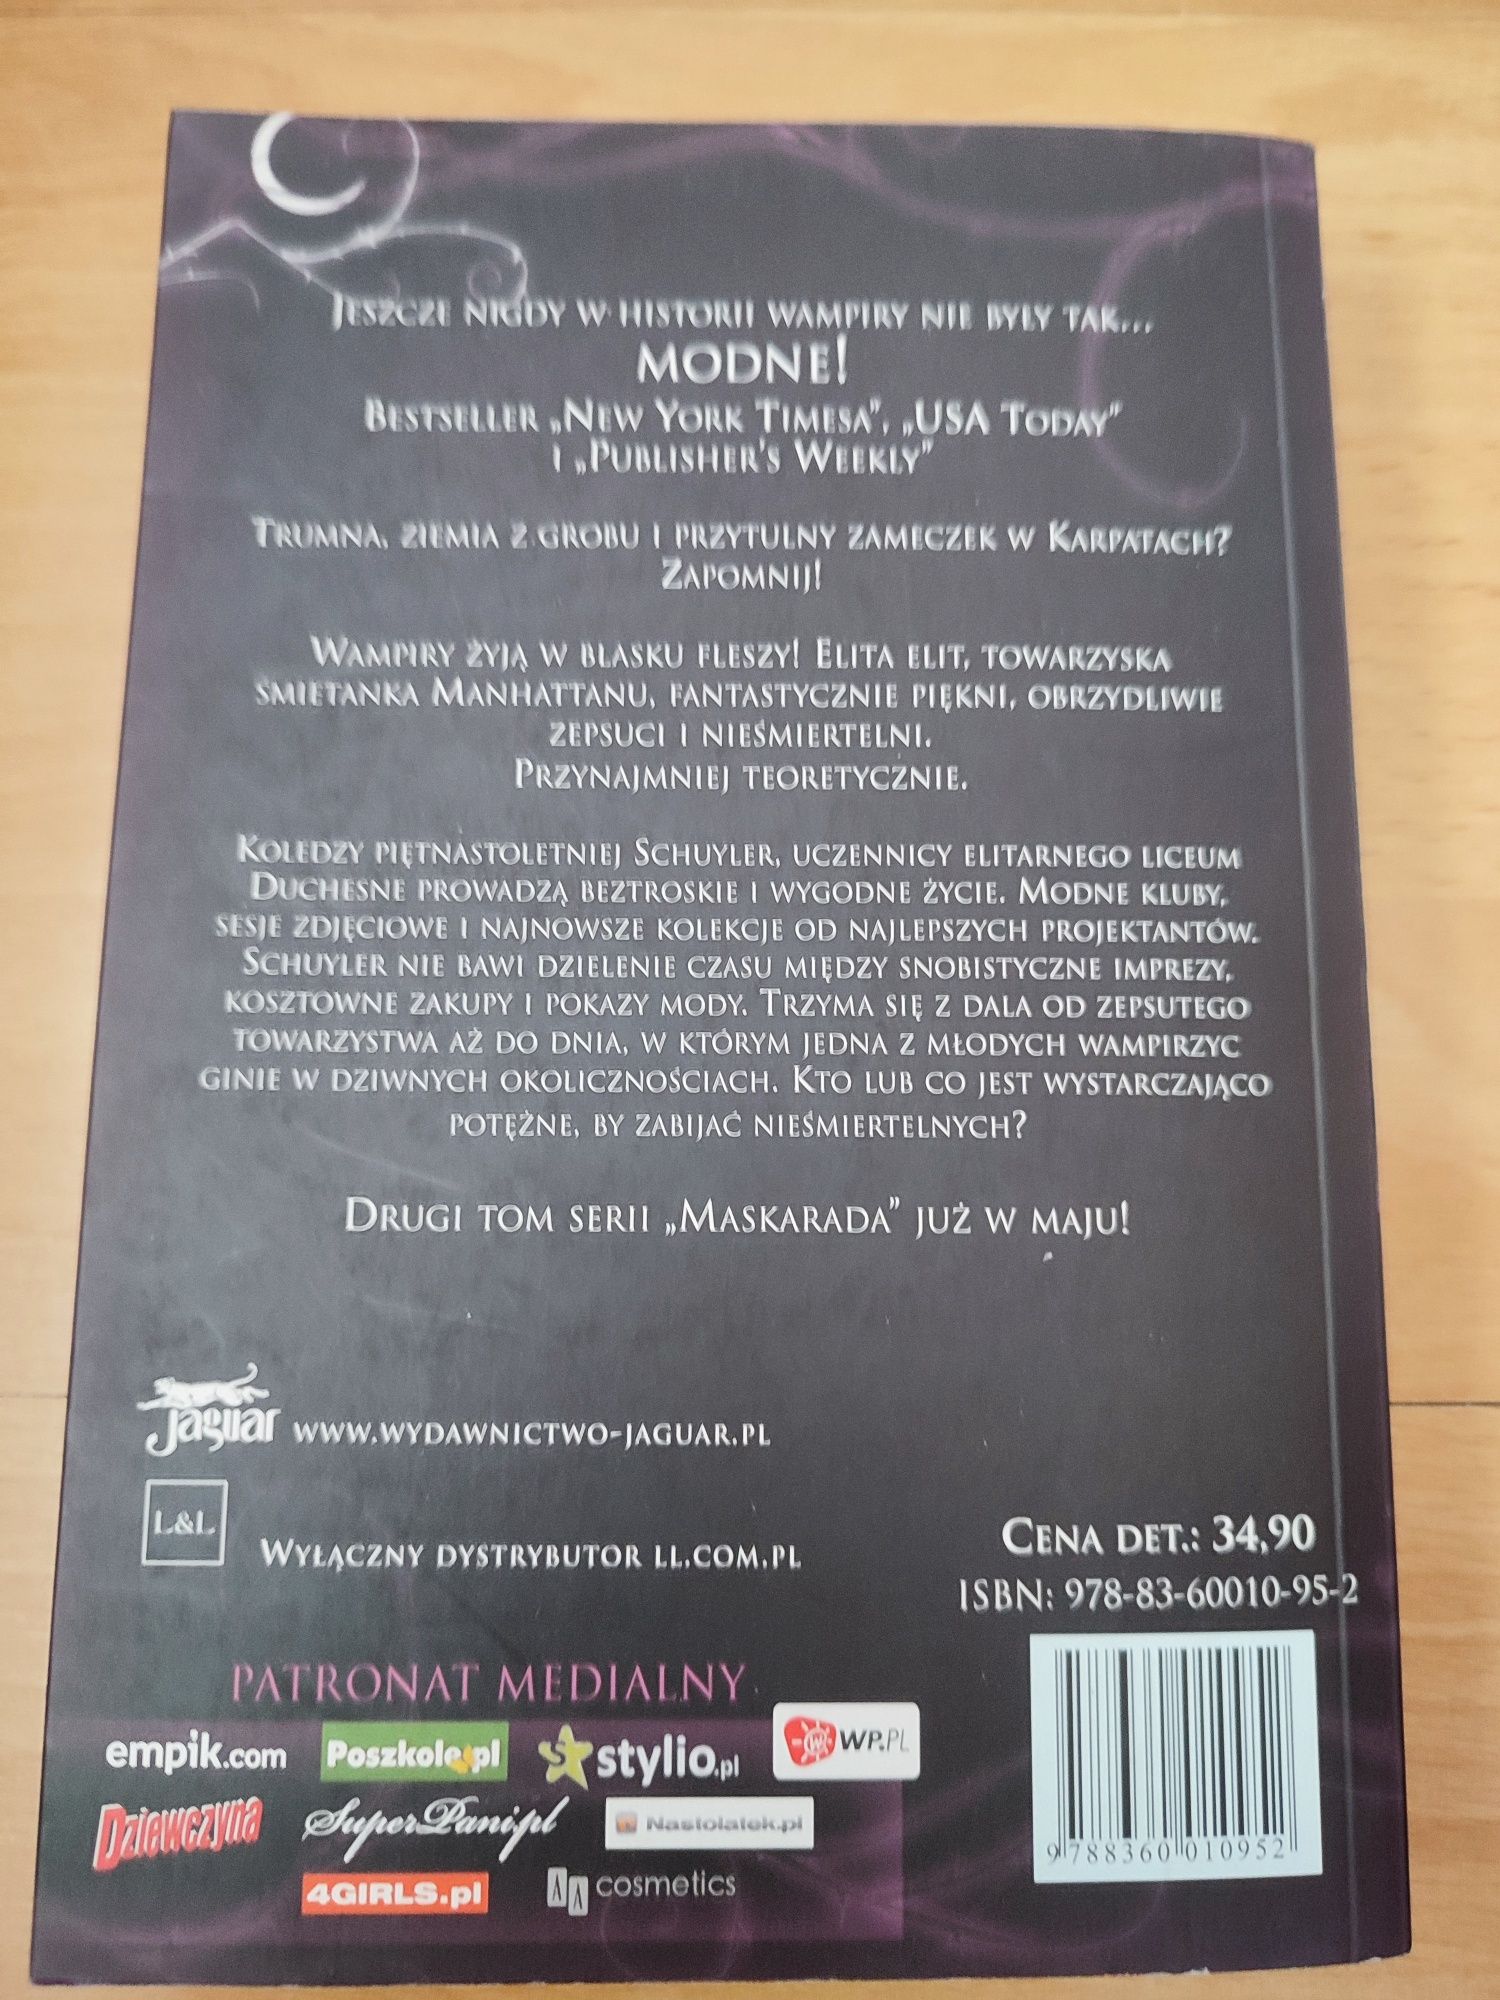 Jeszcze nigdy w historii wampiry nie były tak...
MODNE!
Bestseller „New York Timesa”, „USA Today”
i „Publisher's Weekly”
Trumna, ziemia z grobu i przytulny zameczek w Karpatach?
Zapomnij!
Wampiry żyją w blasku fleszy! Elita elit, towarzyska
śmietanka Manhattanu, fantastycznie piękni, obrzydliwie
zepsuci i nieśmiertelni.
Przynajmniej teoretycznie.
Koledzy piętnastoletniej Schuyler, uczennicy elitarnego liceum
Duchesne prowadzą beztroskie i wygodne życie. Modne kluby,
sesje zdjęciowe i najnowsze kolekcje od najlepszych projektantów.
Schuyler nie bawi dzielenie czasu między snobistyczne imprezy,
kosztowne zakupy i pokazy mody. Trzyma się z dala od zepsutego
towarzystwa aż do dnia, w którym jedna z młodych wampirzyc
ginie w dziwnych okolicznościach. Kto lub co jest wystarczająco
potężne, by zabijać nieśmiertelnych?
Drugi tom serii „Maskarada” już w maju!
Jaguar www.wydawnictwo-jaguar.pl
L&L
Wyłączny dystrybutor ll.com.pl
Cena det.: 34,90
ISBN: 978-83-60010-95-2
PATRONAT MEDIALNY
empik.com Poszkole.pl stylio.pl WP.PL
Dziewczyna SuperPani.pl Nastolatek.pl
4GIRLS.pl AA cosmetics
9 788360 010952